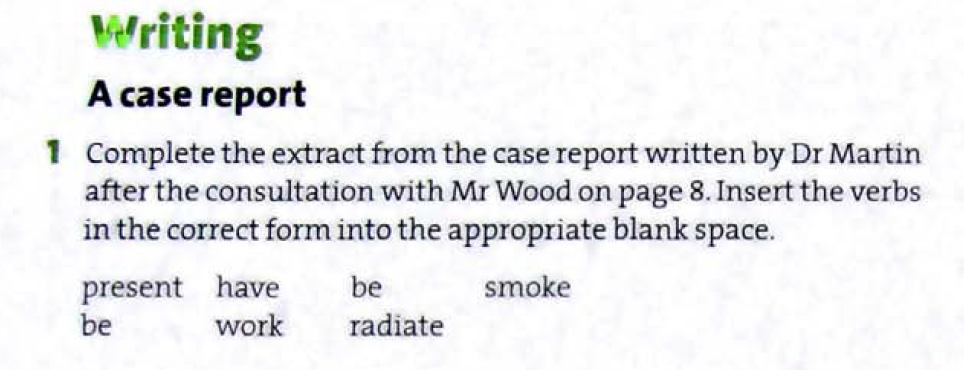 Writing
A case report
1 Complete the extract from the case report written by Dr Martin
after the consultation with Mr Wood on page 8. Insert the verbs
in the correct form into the appropriate blank space.
present have be smoke
be work radiate